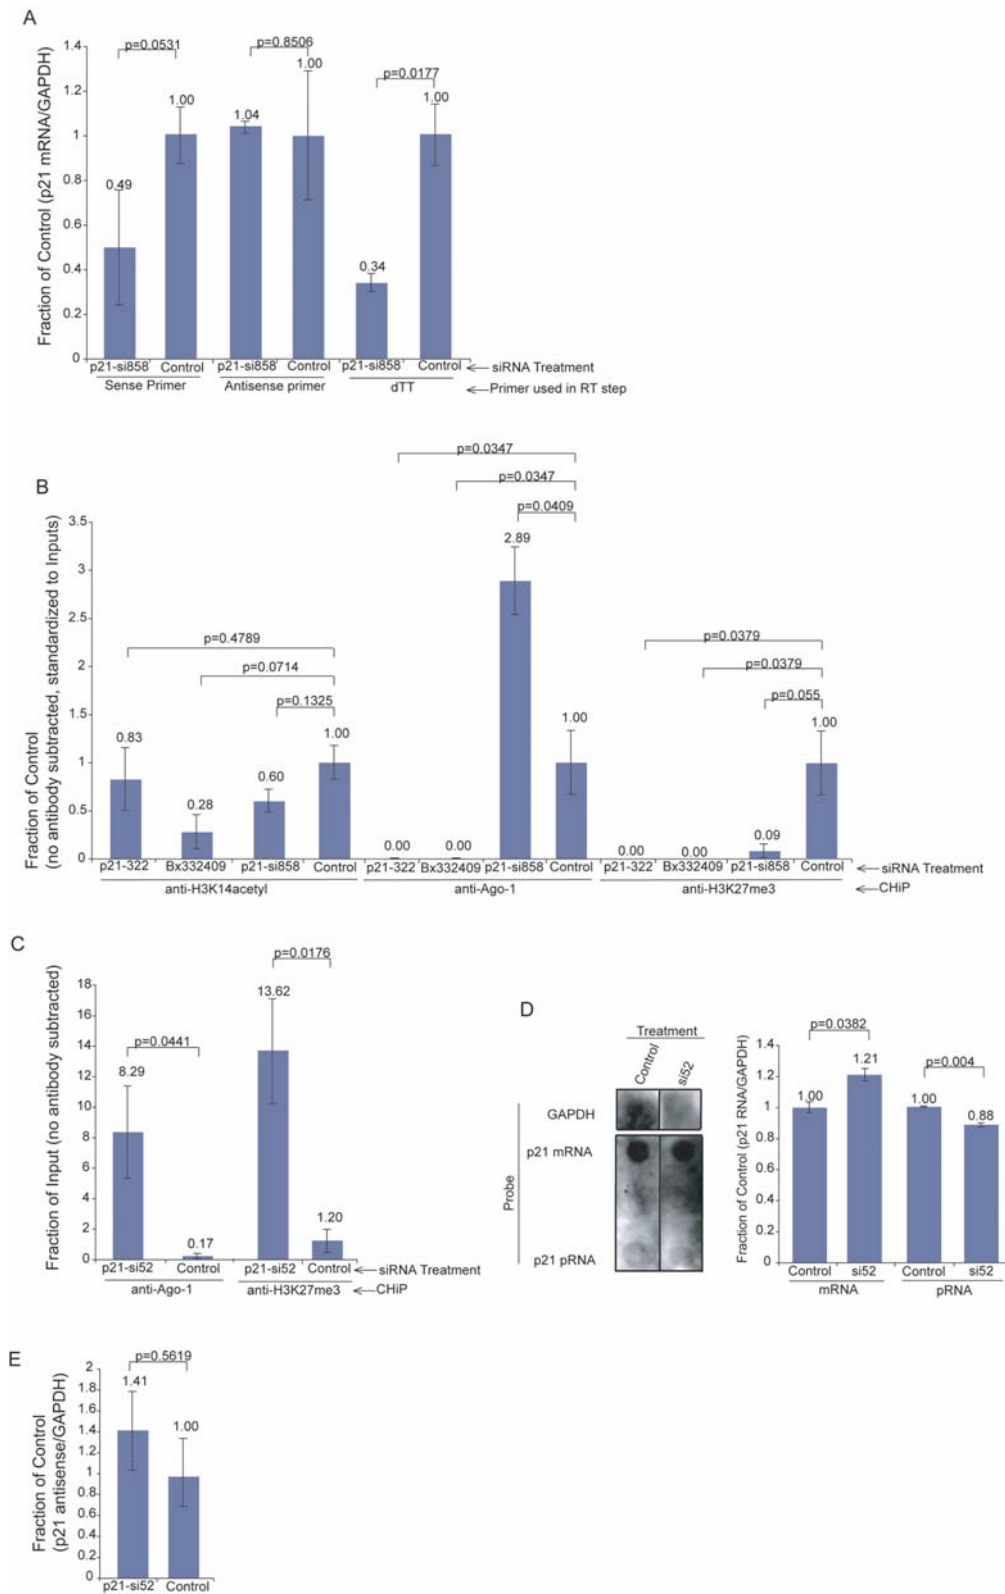 A
Fraction of Control (p21 mRNA/GAPDH)
1.4
1.2
1
0.8
0.6
0.4
0.2
0
p=0.0531
p=0.8506
p=0.0177
0.49
1.00
1.04
1.00
0.34
1.00
p21-si858 Control p21-si858 Control p21-si858 Control ← siRNA Treatment
Sense Primer Antisense primer dTT ← Primer used in RT step
B
Fraction of Control
(no antibody subtracted, standardized to Inputs)
3.5
3
2.5
2
1.5
1
0.5
0
p=0.0347
p=0.0347
p=0.0409
p=0.4789
p=0.0714
p=0.1325
p=0.0379
p=0.0379
p=0.055
0.83
0.28
0.60
1.00
0.00
0.00
2.89
1.00
0.00
0.00
0.09
1.00
p21-322 Bx332409 p21-si858 Control p21-322 Bx332409 p21-si858 Control p21-322 Bx332409 p21-si858 Control ← siRNA Treatment
anti-H3K14acetyl anti-Ago-1 anti-H3K27me3 ← CHiP
C
Fraction of Input (no antibody subtracted)
18
16
14
12
10
8
6
4
2
0
p=0.0441
p=0.0176
8.29
0.17
13.62
1.20
p21-si52 Control p21-si52 Control ← siRNA Treatment
anti-Ago-1 anti-H3K27me3 ← CHiP
D
Treatment
Control
si52
Probe
GAPDH
p21 mRNA
p21 pRNA
Fraction of Control (p21 RNA/GAPDH)
1.4
1.2
1
0.8
0.6
0.4
0.2
0
p=0.0382
p=0.004
1.00
1.21
1.00
0.88
Control si52 Control si52
mRNA pRNA
E
Fraction of Control
(p21 antisense/GAPDH)
2
1.8
1.6
1.4
1.2
1
0.8
0.6
0.4
0.2
0
p=0.5619
1.41
1.00
p21-si52 Control